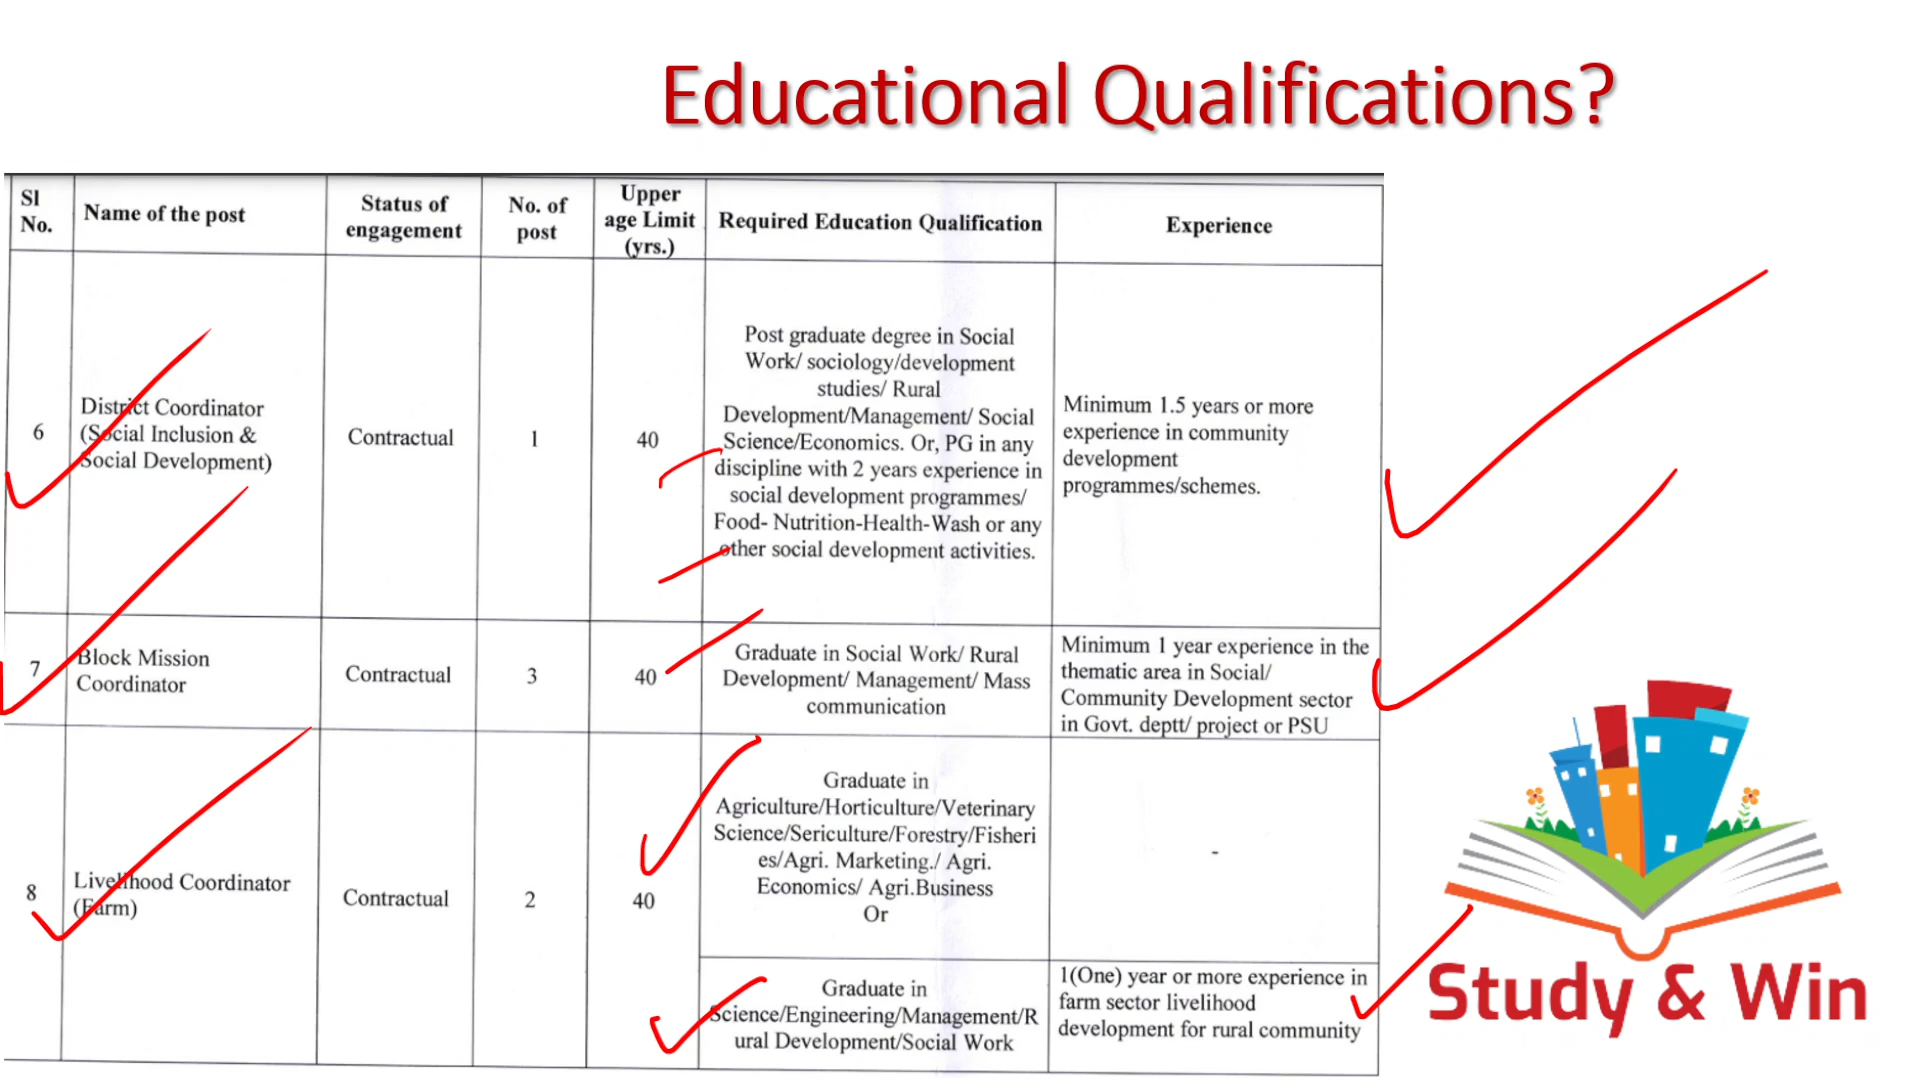 Educational Qualifications?
Sl
No.
Name of the post
Status of
engagement
No. of
post
Upper
age Limit
(yrs.)
Required Education Qualification
Experience
6
District Coordinator
(Social Inclusion &
Social Development)
Contractual
1
40
Post graduate degree in Social
Work/ sociology/development
studies/ Rural
Development/Management/ Social
Science/Economics. Or, PG in any
discipline with 2 years experience in
social development programmes/
Food- Nutrition-Health-Wash or any
other social development activities.
Minimum 1.5 years or more
experience in community
development
programmes/schemes.
7
Block Mission
Coordinator
Contractual
3
40
Graduate in Social Work/ Rural
Development/ Management/ Mass
communication
Minimum 1 year experience in the
thematic area in Social/
Community Development sector
in Govt. deptt/ project or PSU
8
Livelihood Coordinator
(Farm)
Contractual
2
40
Graduate in
Agriculture/Horticulture/Veterinary
Science/Sericulture/Forestry/Fisheri
es/Agri. Marketing./ Agri.
Economics/ Agri.Business
Or
-
Graduate in
Science/Engineering/Management/R
ural Development/Social Work
1(One) year or more experience in
farm sector livelihood
development for rural community
Study & Win